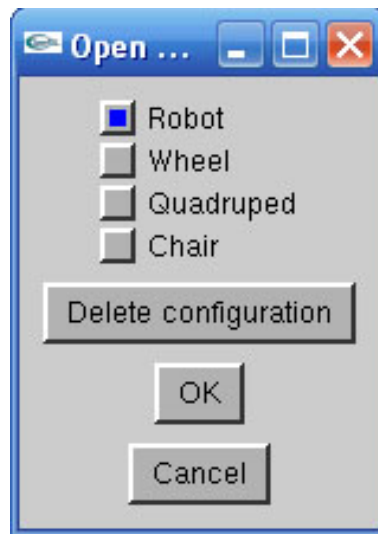 Open ...
Robot
Wheel
Quadruped
Chair
Delete configuration
OK
Cancel